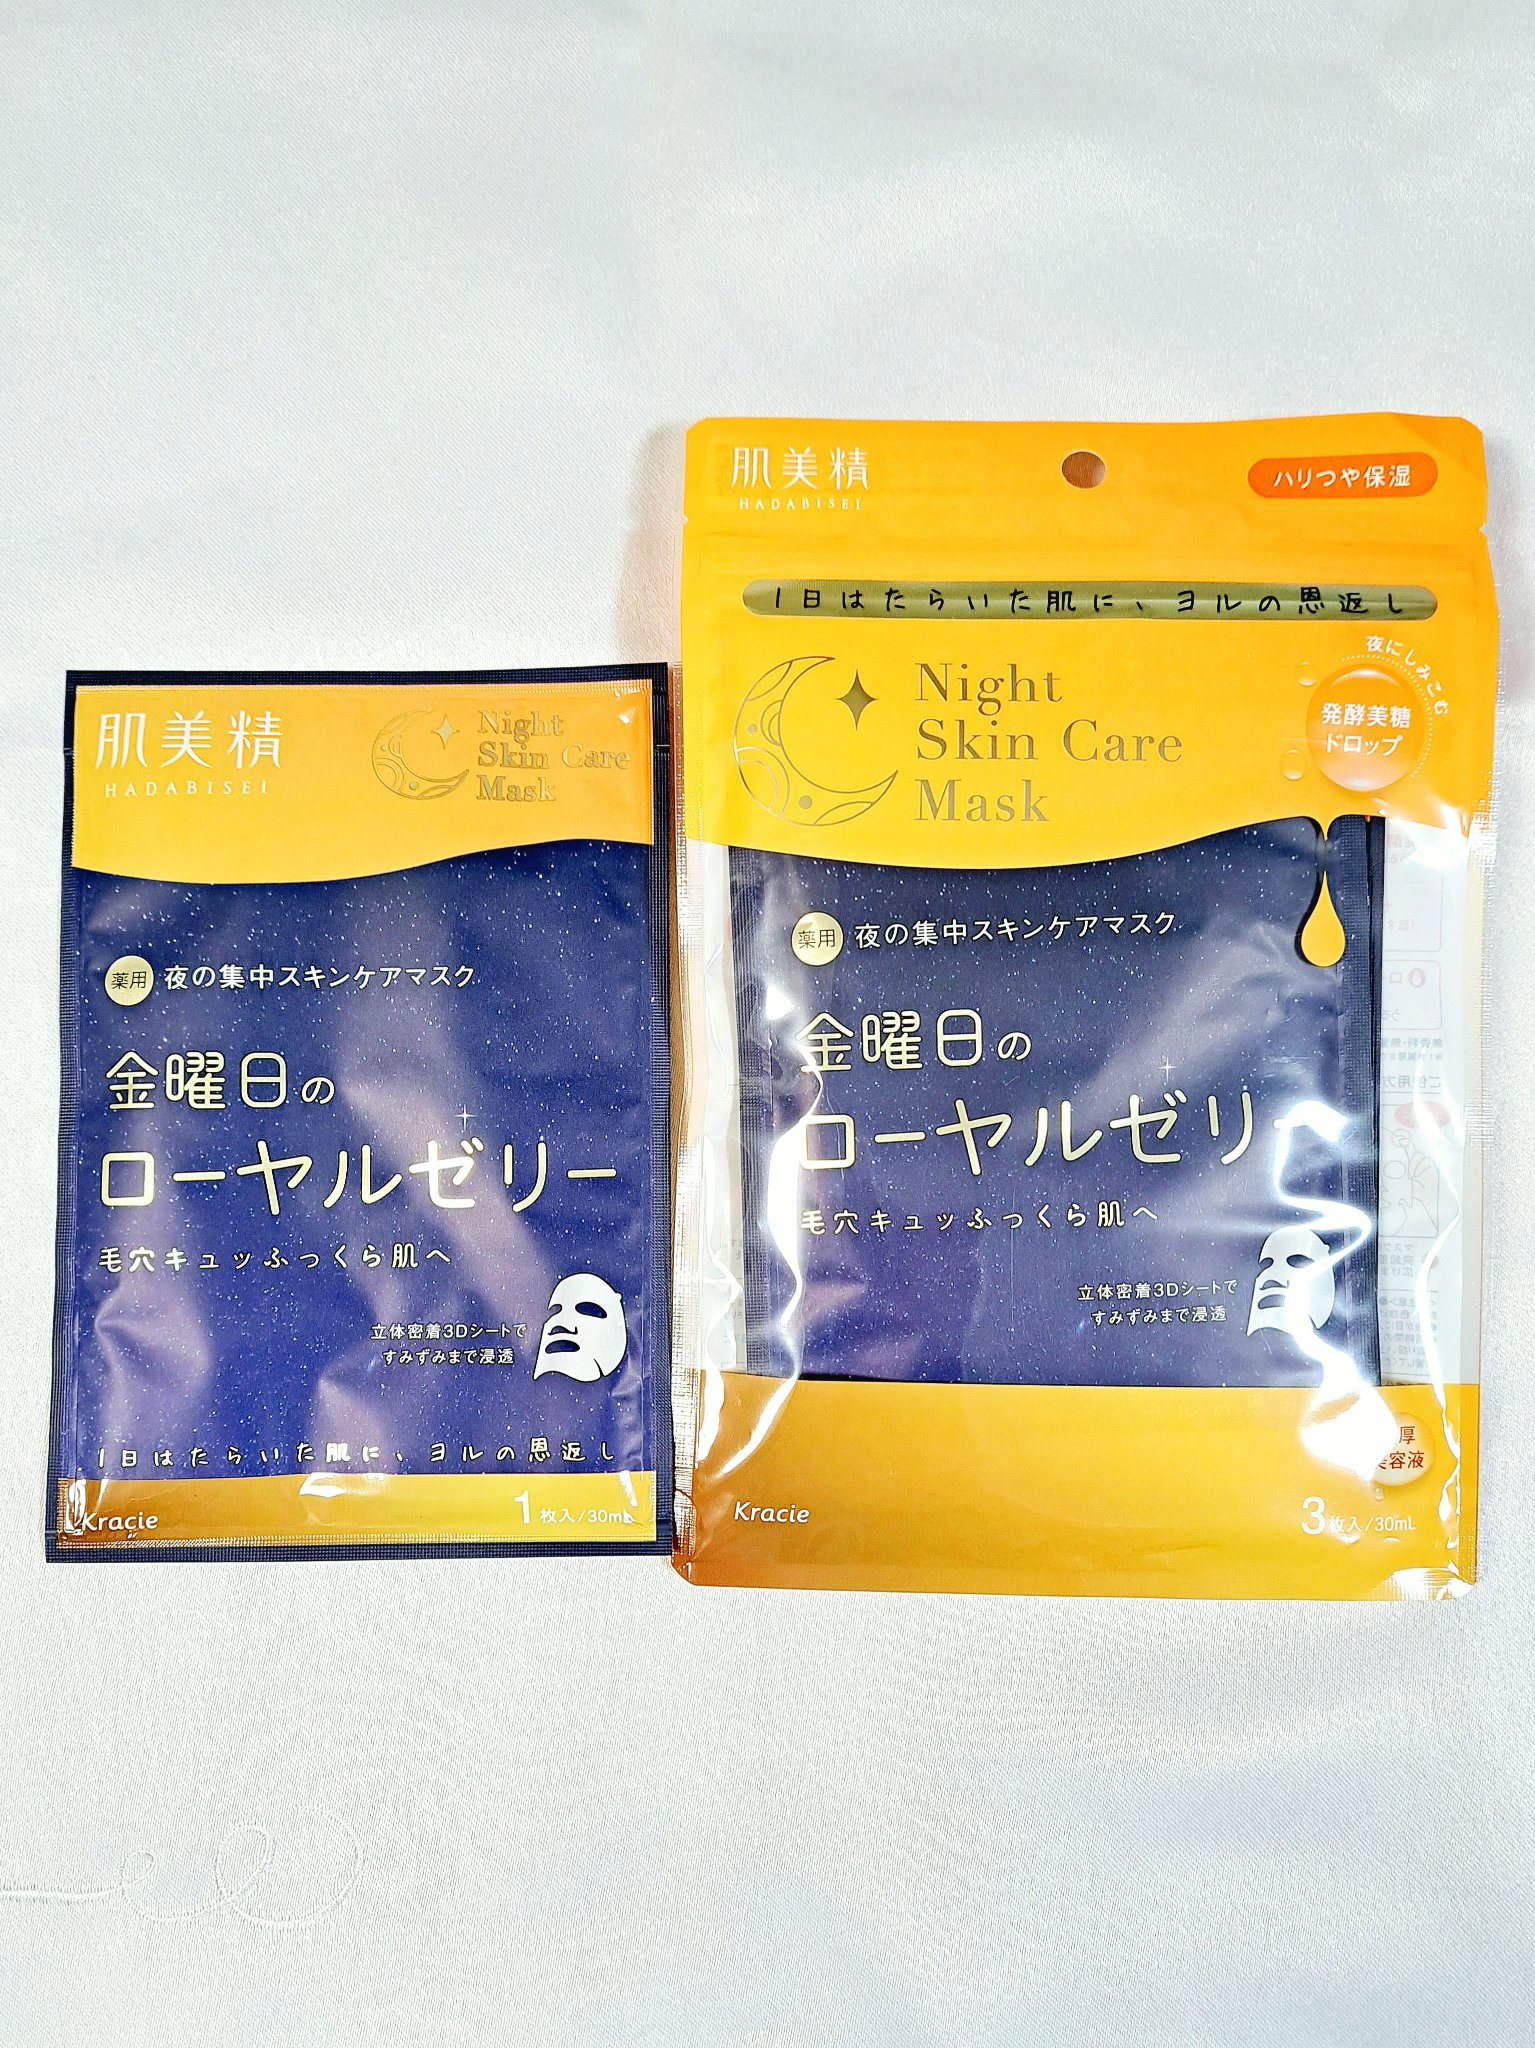 肌美精
HADABISEI
Night
Skin Care
Mask
薬用 夜の集中スキンケアマスク
金曜日の
ローヤルゼリー
毛穴キュッふっくら肌へ
立体密着3Dシートで
すみずみまで浸透
1日はたらいた肌に、ヨルの恩返し
Kracie
1枚入/30mL
肌美精
HADABISEI
ハリつや保湿
1日はたらいた肌に、ヨルの恩返し
Night
Skin Care
Mask
夜にしみこむ
発酵美糖
ドロップ
薬用 夜の集中スキンケアマスク
金曜日の
ローヤルゼリー
毛穴キュッふっくら肌へ
立体密着3Dシートで
すみずみまで浸透
厚
容液
Kracie
3枚入/30mL